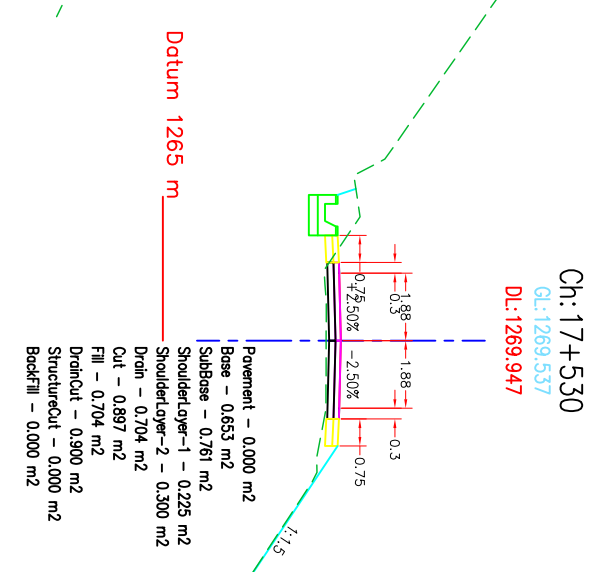 Ch:17+530
GL:1269.537
DL:1269.947
1.88
1.88
0.3
0.3
0.75
0.75
+2.50%
-2.50%
1:1.5
Datum 1265 m
Pavement - 0.000 m2
Base - 0.653 m2
SubBase - 0.761 m2
ShoulderLayer-1 - 0.225 m2
ShoulderLayer-2 - 0.300 m2
Drain - 0.704 m2
Cut - 0.897 m2
Fill - 0.704 m2
DrainCut - 0.900 m2
StructureCut - 0.000 m2
BackFill - 0.000 m2